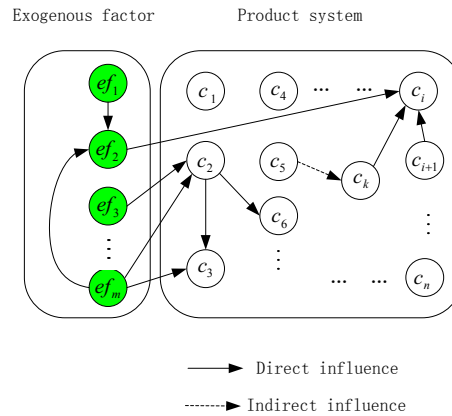 Exogenous factor Product system
ef1 c1 c4 ... ... ci
ef2 c2 c5 ck ci+1
ef3 c6
⋮ ⋮ ⋮
efm c3 ... ... cn
Direct influence
Indirect influence